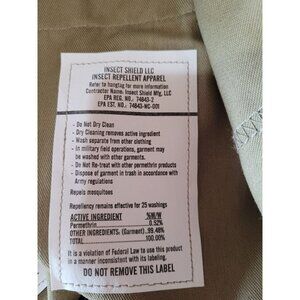 INSECT SHIELD LLC
INSECT REPELLENT APPAREL
Refer to hangtag for more information
Contractor Name: Insect Shield Mfg, LLC
EPA REG. NO.: 74843-2
EPA EST. NO.: 74843-NC-001
- Do Not Dry Clean
- Dry Cleaning removes active ingredient
- Wash separate from other clothing
- In military field operations, garment may
be washed with other garments.
- Do Not Re-treat with other permethrin products
- Dispose of garment in trash in accordance with
Army regulations
Repels mosquitoes
Repellency remains effective for 25 washings
ACTIVE INGREDIENT %W/W
Permethrin 0.52%
OTHER INGREDIENTS: (Garment) 99.48%
TOTAL 100.00%
It is a violation of Federal Law to use this product
in a manner inconsistent with its labeling.
DO NOT REMOVE THIS LABEL